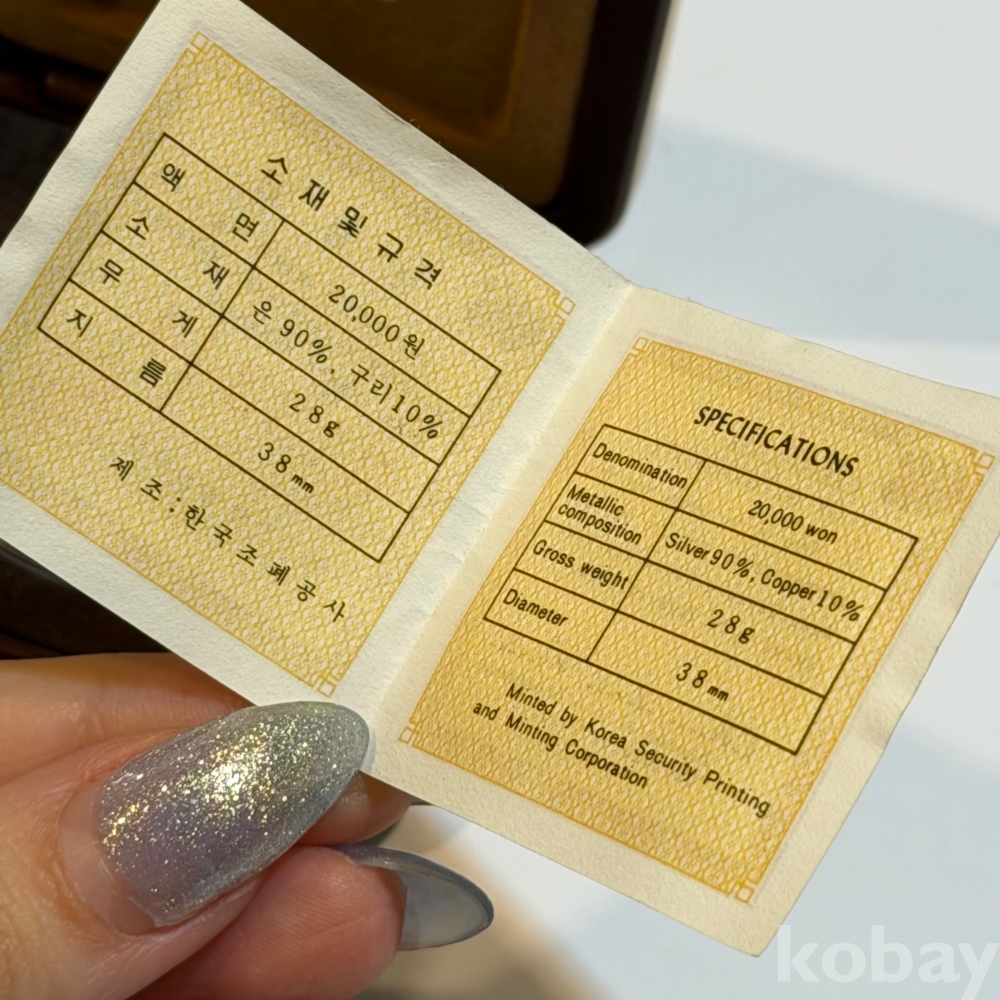 소재 및 규격
액면 20,000원
소재 은 90%, 구리10%
무게 28g
지름 38mm
제조 : 한국조폐공사
SPECIFICATIONS
Denomination 20,000 won
Metallic composition Silver 90%, Copper 10%
Gross weight 28g
Diameter 38mm
Minted by Korea Security Printing
and Minting Corporation
kobay